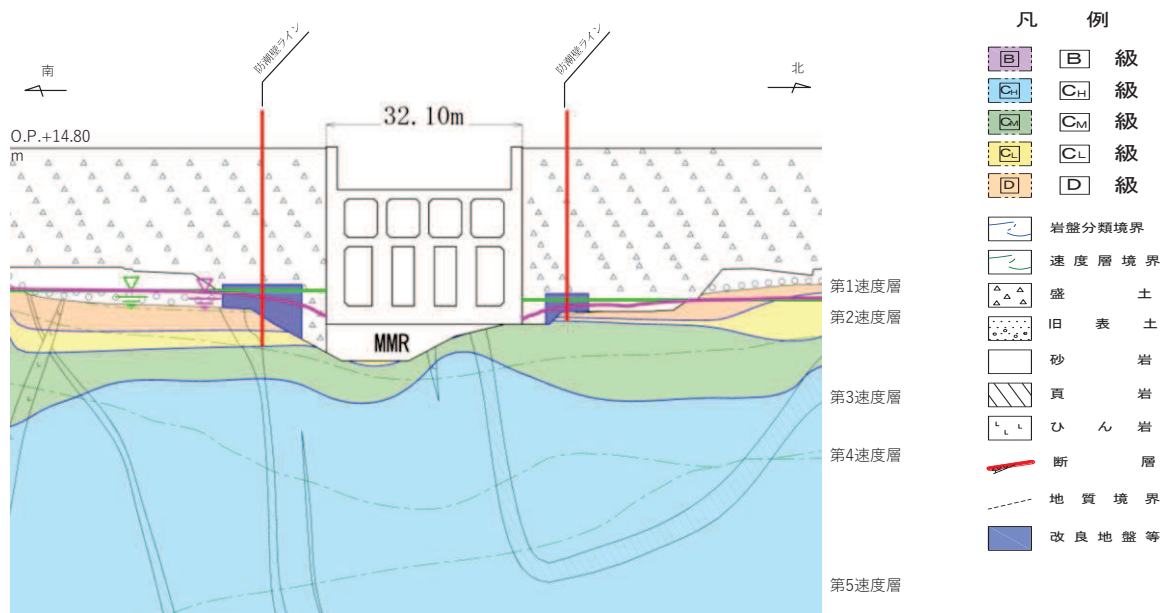 防潮壁ライン
防潮壁ライン
南
北
32.10m
O.P.+14.80
m
MMR
第1速度層
第2速度層
第3速度層
第4速度層
第5速度層
凡 例
B B 級
CH CH 級
CM CM 級
CL CL 級
D D 級
岩盤分類境界
速度層境界
盛 土
旧 表 土
砂 岩
頁 岩
ひ ん 岩
断 層
地 質 境 界
改 良 地 盤 等